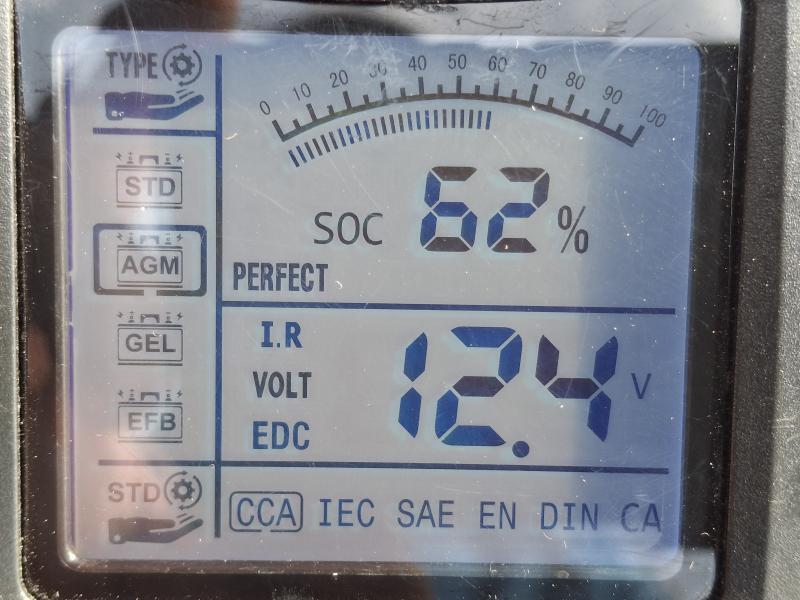 TYPE
0 10 20 30 40 50 60 70 80 90 100
STD
SOC 62 %
AGM
PERFECT
I.R
GEL
VOLT 12.4 V
EFB
EDC
STD
CCA IEC SAE EN DIN CA